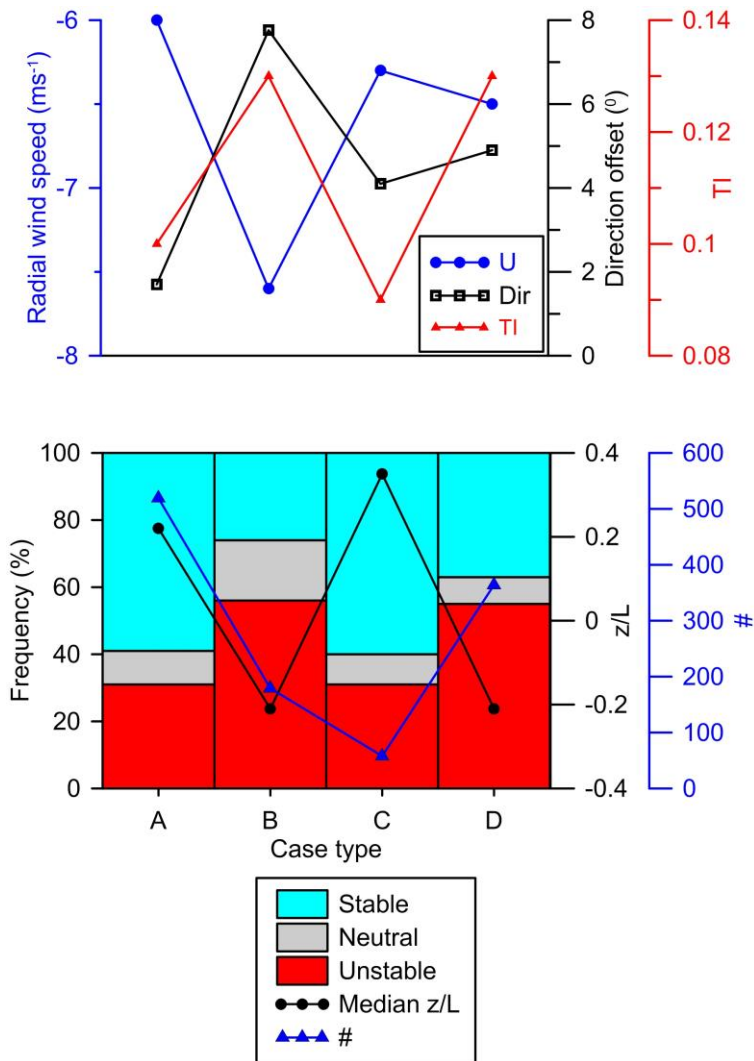 Radial wind speed (ms⁻¹)
-6
-7
-8
8
6
4
2
0
Direction offset (⁰)
0.14
0.12
0.1
0.08
TI
U
Dir
TI
Frequency (%)
100
80
60
40
20
0
0.4
0.2
0
-0.2
-0.4
z/L
600
500
400
300
200
100
0
#
A B C D
Case type
Stable
Neutral
Unstable
Median z/L
#